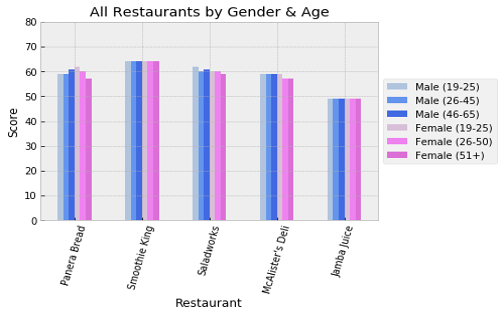 All Restaurants by Gender & Age
Score
80
70
60
50
40
30
20
10
0
Panera Bread
Smoothie King
Saladworks
McAlister's Deli
Jamba Juice
Restaurant
Male (19-25)
Male (26-45)
Male (46-65)
Female (19-25)
Female (26-50)
Female (51+)